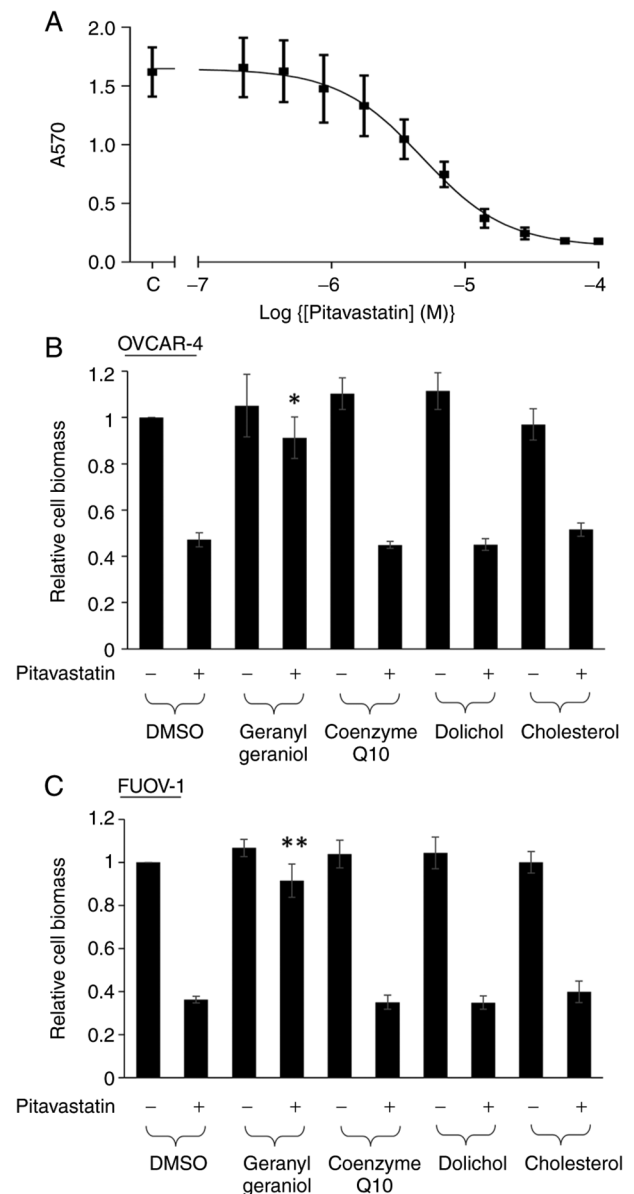 A
2.0
1.5
1.0
0.5
0.0
A570
C
−7 −6 −5 −4
Log {[Pitavastatin] (M)}
B
OVCAR-4
1.2
1
0.8
0.6
0.4
0.2
0
Relative cell biomass
*
Pitavastatin − + − + − + − + − +
DMSO Geranyl Coenzyme Dolichol Cholesterol
geraniol Q10
C
FUOV-1
1.2
1
0.8
0.6
0.4
0.2
0
Relative cell biomass
**
Pitavastatin − + − + − + − + − +
DMSO Geranyl Coenzyme Dolichol Cholesterol
geraniol Q10